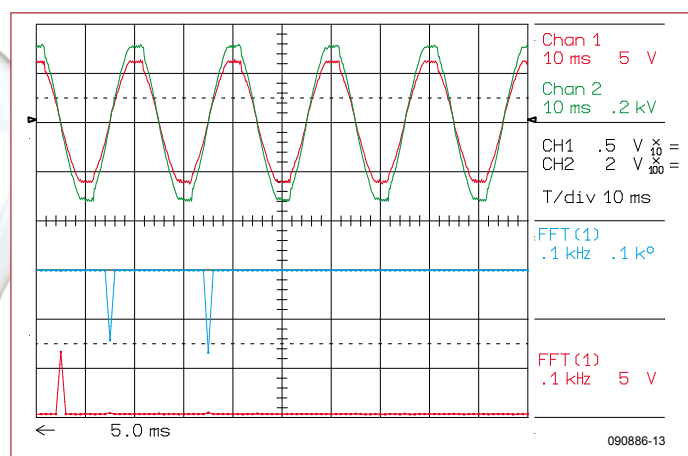 Chan 1
10 ms 5 V
Chan 2
10 ms .2 kV
CH1 .5 V x10 =
CH2 2 V x100 =
T/div 10 ms
FFT(1)
.1 kHz .1 k°
FFT(1)
.1 kHz 5 V
← 5.0 ms
090886-13